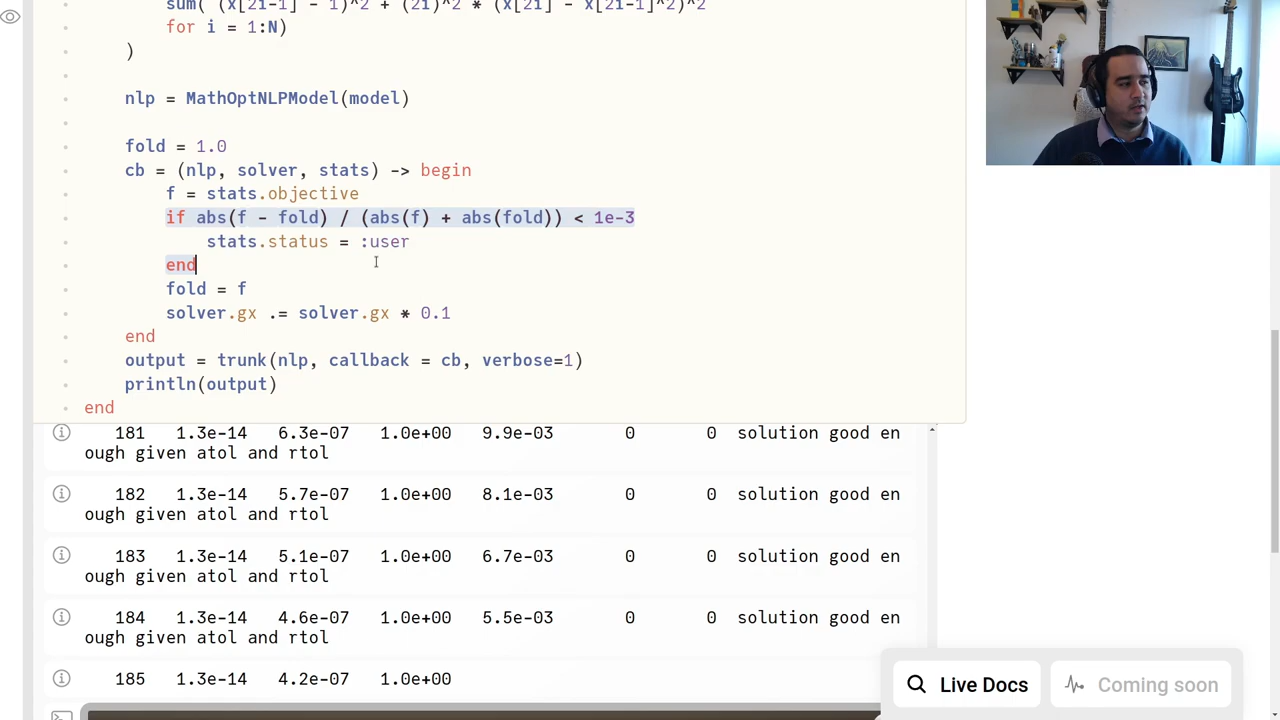 sum( (x[2i-1] - 1)^2 + (2i)^2 * (x[2i] - x[2i-1]^2)^2
for i = 1:N)
)
nlp = MathOptNLPModel(model)
fold = 1.0
cb = (nlp, solver, stats) -> begin
f = stats.objective
if abs(f - fold) / (abs(f) + abs(fold)) < 1e-3
stats.status = :user
end
fold = f
solver.gx .= solver.gx * 0.1
end
output = trunk(nlp, callback = cb, verbose=1)
println(output)
end
181 1.3e-14 6.3e-07 1.0e+00 9.9e-03 0 0 solution good en
ough given atol and rtol
182 1.3e-14 5.7e-07 1.0e+00 8.1e-03 0 0 solution good en
ough given atol and rtol
183 1.3e-14 5.1e-07 1.0e+00 6.7e-03 0 0 solution good en
ough given atol and rtol
184 1.3e-14 4.6e-07 1.0e+00 5.5e-03 0 0 solution good en
ough given atol and rtol
185 1.3e-14 4.2e-07 1.0e+00
Live Docs
Coming soon